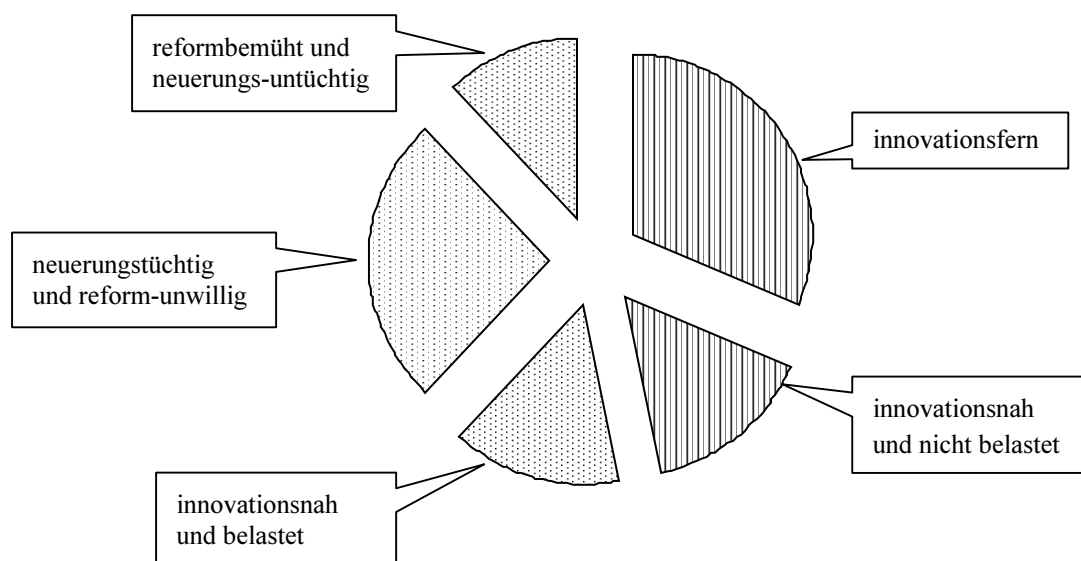 reformbemüht und
neuerungs-untüchtig
innovationsfern
neuerungstüchtig
und reform-unwillig
innovationsnah
und nicht belastet
innovationsnah
und belastet